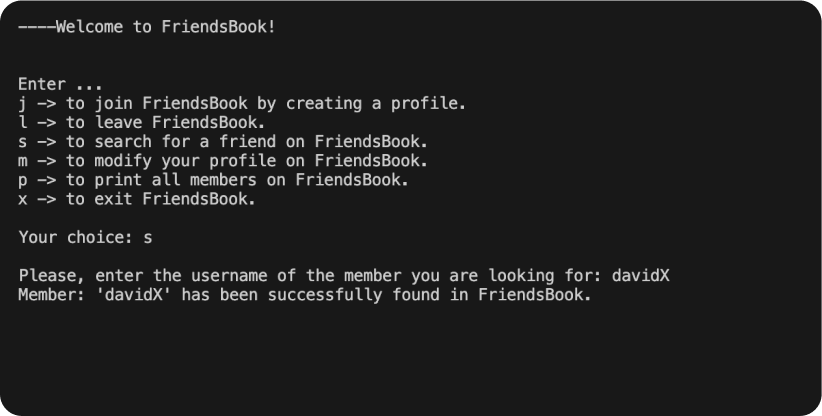 ----Welcome to FriendsBook!
Enter ...
j -> to join FriendsBook by creating a profile.
l -> to leave FriendsBook.
s -> to search for a friend on FriendsBook.
m -> to modify your profile on FriendsBook.
p -> to print all members on FriendsBook.
x -> to exit FriendsBook.
Your choice: s
Please, enter the username of the member you are looking for: davidX
Member: 'davidX' has been successfully found in FriendsBook.